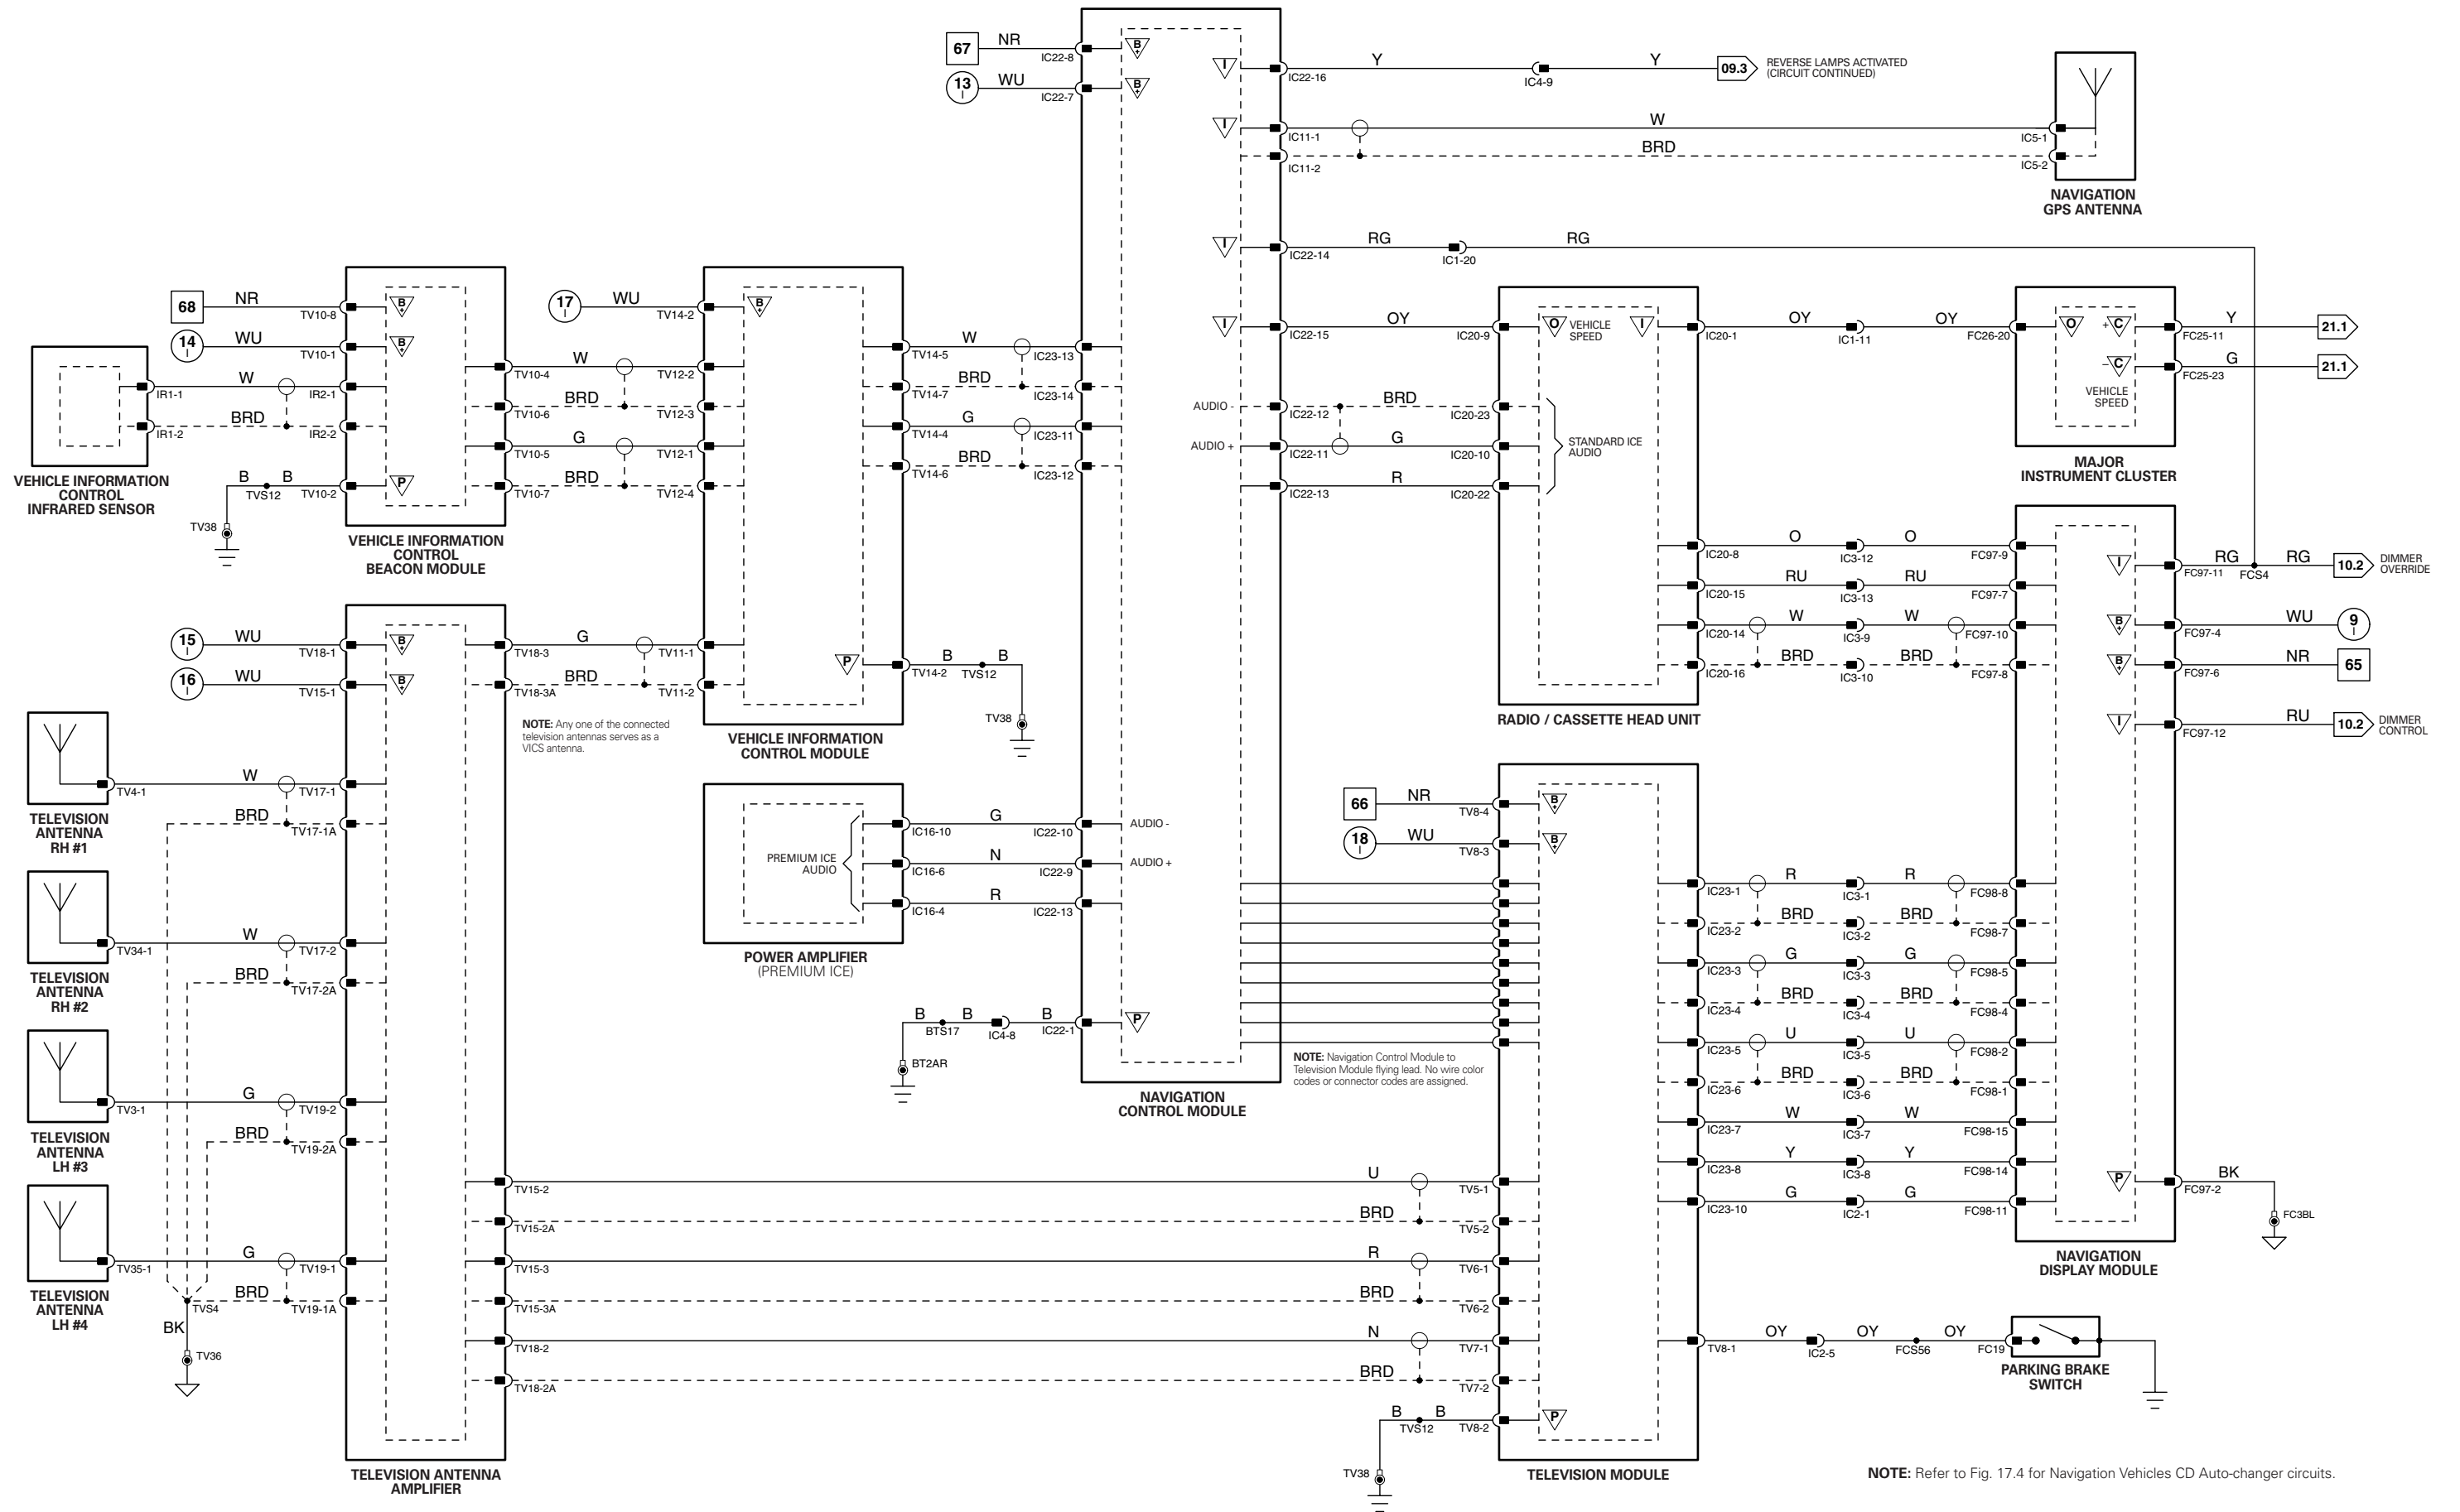 67
NR
IC22-8
B
+
13
I
WU
IC22-7
B
+
I
IC22-16
Y
IC4-9
Y
09.3
REVERSE LAMPS ACTIVATED
(CIRCUIT CONTINUED)
I
IC11-1
W
IC5-1
IC11-2
BRD
IC5-2
NAVIGATION
GPS ANTENNA
I
IC22-14
RG
IC1-20
RG
I
IC22-15
OY
IC20-9
O
VEHICLE
SPEED
I
IC20-1
OY
IC1-11
OY
FC26-20
O
+
C
FC25-11
Y
21.1
–
C
FC25-23
G
21.1
VEHICLE
SPEED
MAJOR
INSTRUMENT CLUSTER
AUDIO -
IC22-12
BRD
IC20-23
AUDIO +
IC22-11
G
IC20-10
IC22-13
R
IC20-22
STANDARD ICE
AUDIO
68
NR
TV10-8
B
+
14
I
WU
TV10-1
B
+
IR1-1
W
IR2-1
IR1-2
BRD
IR2-2
VEHICLE INFORMATION
CONTROL
INFRARED SENSOR
B
TVS12
B
TV10-2
P
TV38
VEHICLE INFORMATION
CONTROL
BEACON MODULE
TV10-4
W
TV12-2
TV10-6
BRD
TV12-3
TV10-5
G
TV12-1
TV10-7
BRD
TV12-4
17
I
WU
TV14-2
B
+
TV14-5
W
IC23-13
TV14-7
BRD
IC23-14
TV14-4
G
IC23-11
TV14-6
BRD
IC23-12
P
TV14-2
B
TVS12
B
TV38
VEHICLE INFORMATION
CONTROL MODULE
15
I
WU
TV18-1
B
+
16
I
WU
TV15-1
B
+
TV18-3
G
TV11-1
TV18-3A
BRD
TV11-2
NOTE: Any one of the connected
television antennas serves as a
VICS antenna.
IC20-8
O
IC3-12
O
FC97-9
IC20-15
RU
IC3-13
RU
FC97-7
IC20-14
W
IC3-9
W
FC97-10
IC20-16
BRD
IC3-10
BRD
FC97-8
RADIO / CASSETTE HEAD UNIT
I
FC97-11
RG
FCS4
RG
10.2
DIMMER
OVERRIDE
B
+
FC97-4
WU
9
I
B
+
FC97-6
NR
65
I
FC97-12
RU
10.2
DIMMER
CONTROL
TV4-1
W
TV17-1
BRD
TV17-1A
TELEVISION
ANTENNA
RH #1
TV34-1
W
TV17-2
BRD
TV17-2A
TELEVISION
ANTENNA
RH #2
TV3-1
G
TV19-2
BRD
TV19-2A
TELEVISION
ANTENNA
LH #3
TV35-1
G
TV19-1
TVS4
BRD
TV19-1A
TELEVISION
ANTENNA
LH #4
BK
TV36
TELEVISION ANTENNA
AMPLIFIER
PREMIUM ICE
AUDIO
IC16-10
G
IC22-10
AUDIO -
IC16-6
N
IC22-9
AUDIO +
IC16-4
R
IC22-13
POWER AMPLIFIER
(PREMIUM ICE)
B
BTS17
B
IC4-8
B
IC22-1
P
BT2AR
NAVIGATION
CONTROL MODULE
NOTE: Navigation Control Module to
Television Module flying lead. No wire color
codes or connector codes are assigned.
66
NR
TV8-4
B
+
18
I
WU
TV8-3
B
+
IC23-1
R
IC3-1
R
FC98-8
IC23-2
BRD
IC3-2
BRD
FC98-7
IC23-3
G
IC3-3
G
FC98-5
IC23-4
BRD
IC3-4
BRD
FC98-4
IC23-5
U
IC3-5
U
FC98-2
IC23-6
BRD
IC3-6
BRD
FC98-1
IC23-7
W
IC3-7
W
FC98-15
IC23-8
Y
IC3-8
Y
FC98-14
IC23-10
G
IC2-1
G
FC98-11
P
FC97-2
BK
FC3BL
NAVIGATION
DISPLAY MODULE
TV15-2
U
TV5-1
TV15-2A
BRD
TV5-2
TV15-3
R
TV6-1
TV15-3A
BRD
TV6-2
TV18-2
N
TV7-1
TV18-2A
BRD
TV7-2
B
TVS12
B
TV8-2
P
TV38
TELEVISION MODULE
TV8-1
OY
IC2-5
OY
FCS56
OY
FC19
PARKING BRAKE
SWITCH
NOTE: Refer to Fig. 17.4 for Navigation Vehicles CD Auto-changer circuits.